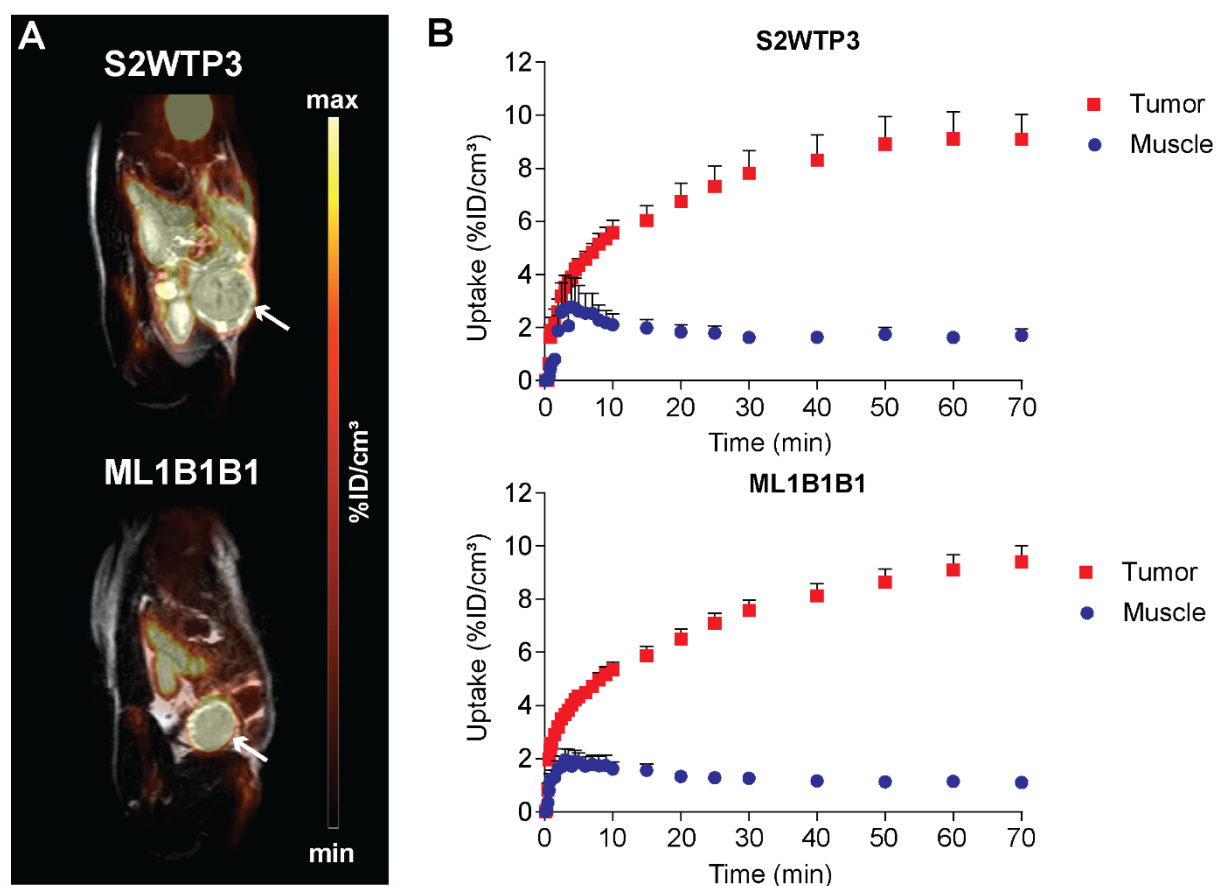 A
S2WTP3
max
%ID/cm³
ML1B1B1
min
B
S2WTP3
12
10
8
6
4
2
0
Uptake (%ID/cm³)
0 10 20 30 40 50 60 70
Time (min)
Tumor
Muscle
ML1B1B1
12
10
8
6
4
2
0
Uptake (%ID/cm³)
0 10 20 30 40 50 60 70
Time (min)
Tumor
Muscle